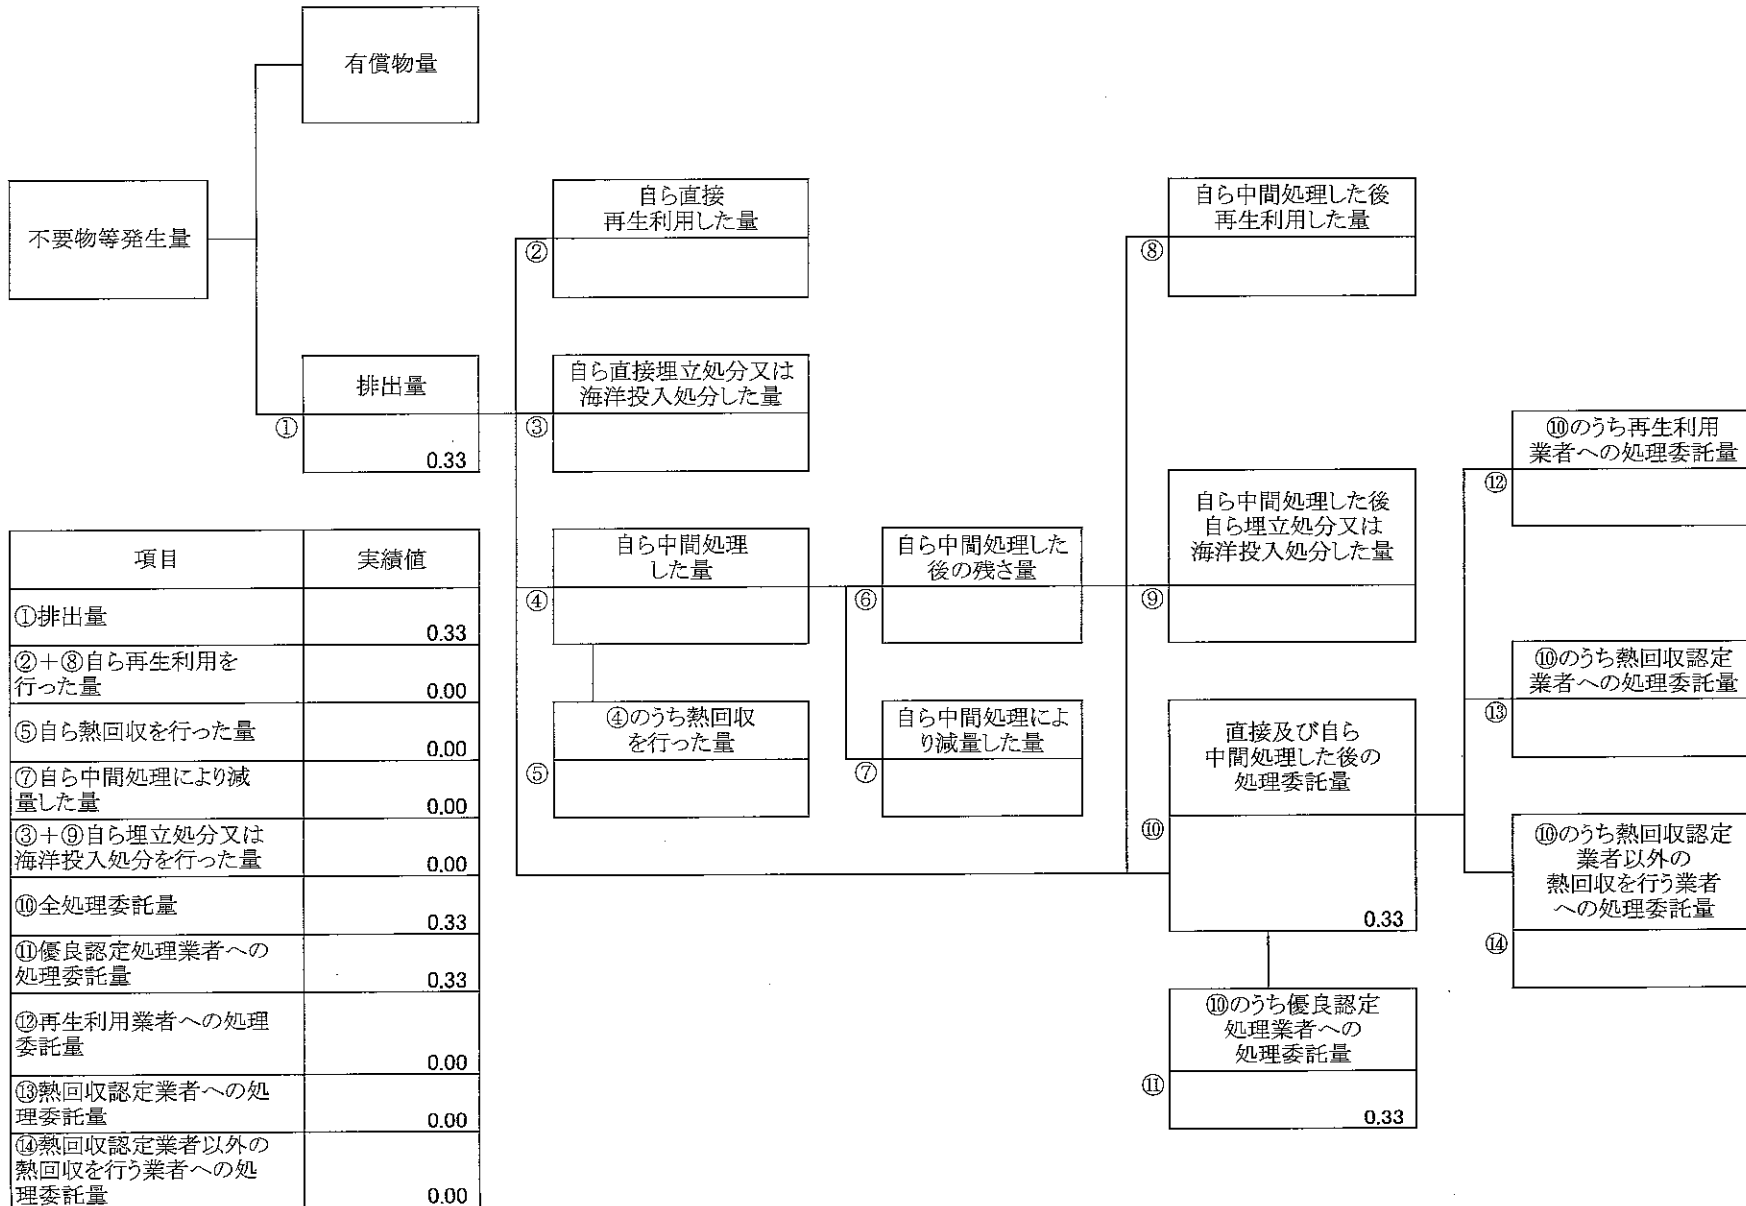 有償物量
不要物等発生量
自ら直接
再生利用した量
②
自ら中間処理した後
再生利用した量
⑧
排出量
①
0.33
自ら直接埋立処分又は
海洋投入処分した量
③
⑩のうち再生利用
業者への処理委託量
⑫
自ら中間処理
した量
④
自ら中間処理した
後の残さ量
⑥
自ら中間処理した後
自ら埋立処分又は
海洋投入処分した量
⑨
④のうち熱回収
を行った量
⑤
自ら中間処理によ
り減量した量
⑦
直接及び自ら
中間処理した後の
処理委託量
⑩
0.33
⑩のうち熱回収認定
業者への処理委託量
⑬
⑩のうち熱回収認定
業者以外の
熱回収を行う業者
への処理委託量
⑭
⑩のうち優良認定
処理業者への
処理委託量
⑪
0.33
項目 実績値
①排出量
0.33
②+⑧自ら再生利用を
行った量 0.00
⑤自ら熱回収を行った量
0.00
⑦自ら中間処理により減
量した量 0.00
③+⑨自ら埋立処分又は
海洋投入処分を行った量 0.00
⑩全処理委託量
0.33
⑪優良認定処理業者への
処理委託量 0.33
⑫再生利用業者への処理
委託量
0.00
⑬熱回収認定業者への処
理委託量 0.00
⑭熱回収認定業者以外の
熱回収を行う業者への処
理委託量 0.00